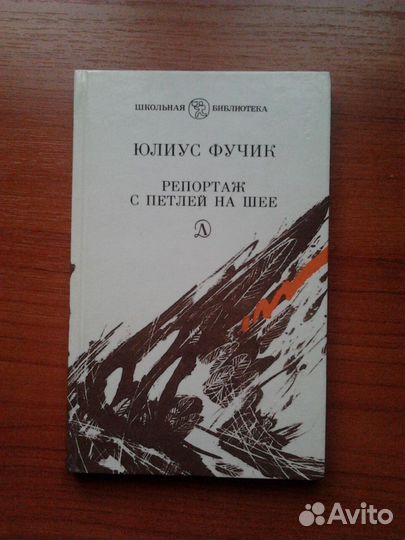 ШКОЛЬНАЯ БИБЛИОТЕКА
ЮЛИУС ФУЧИК
РЕПОРТАЖ
С ПЕТЛЕЙ НА ШЕЕ
Д
Avito